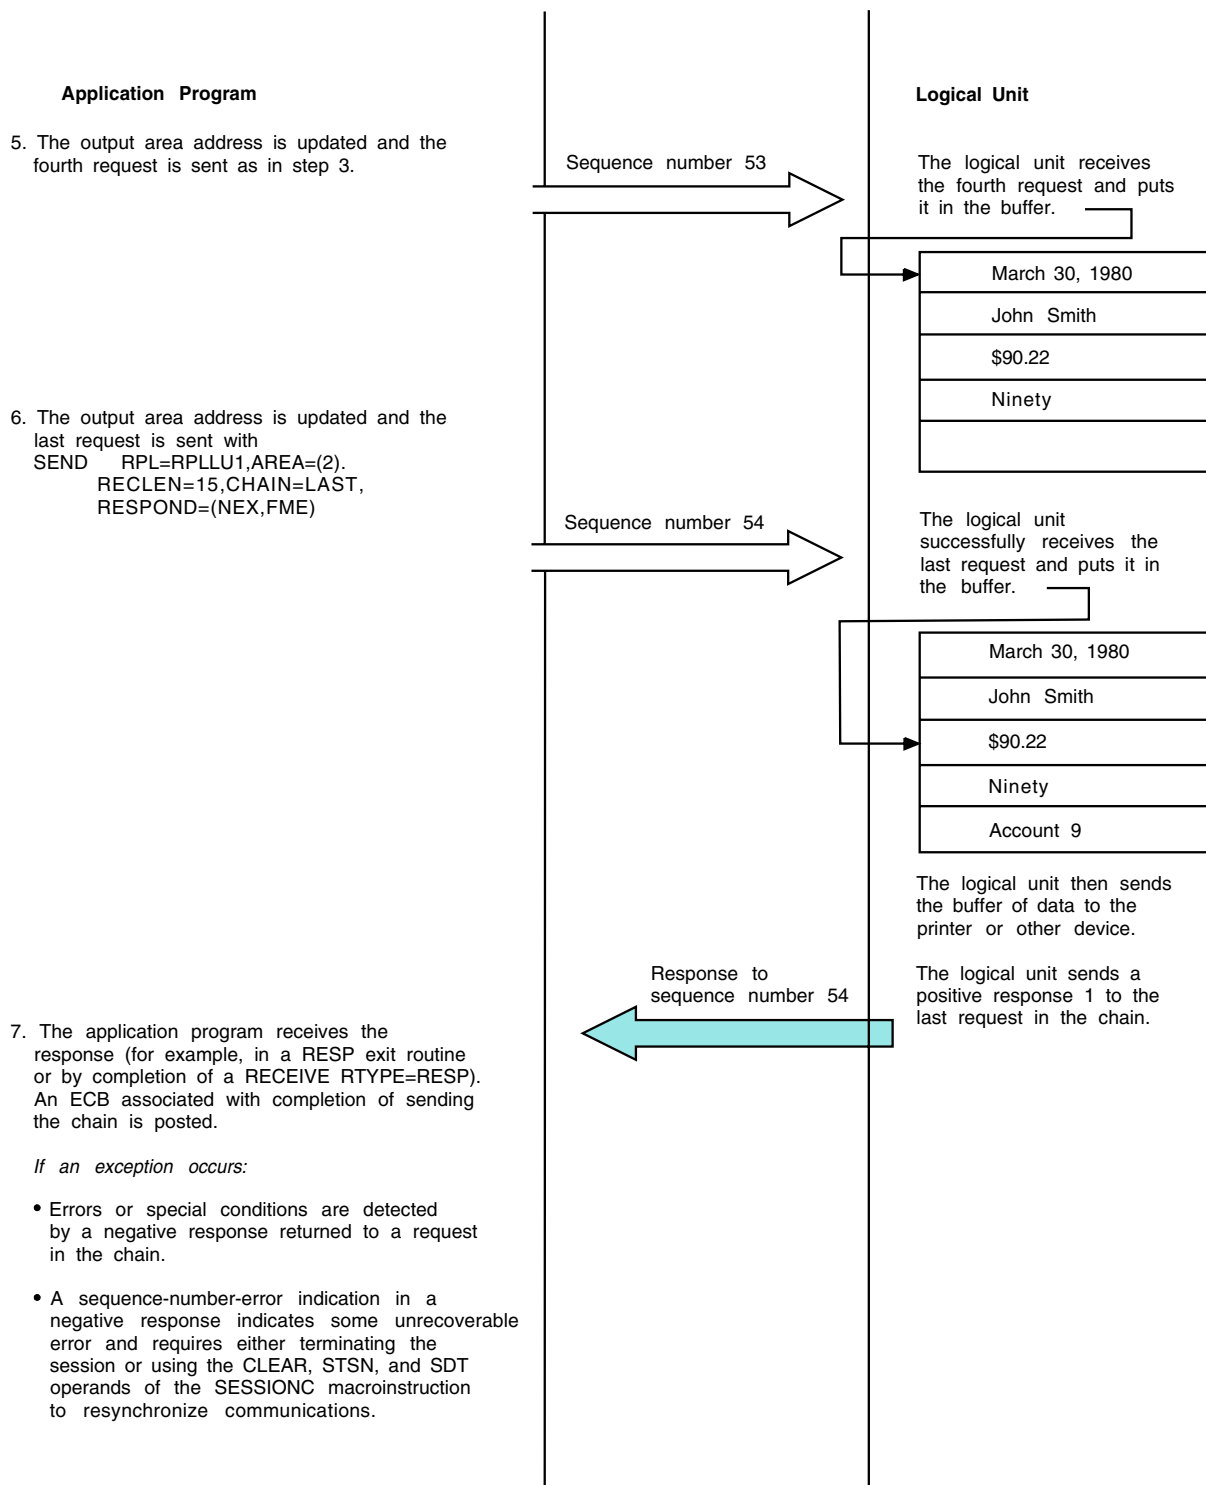 Application Program
Logical Unit
5. The output area address is updated and the
fourth request is sent as in step 3.
Sequence number 53
The logical unit receives
the fourth request and puts
it in the buffer.
March 30, 1980
John Smith
$90.22
Ninety
6. The output area address is updated and the
last request is sent with
SEND RPL=RPLLU1,AREA=(2).
RECLEN=15,CHAIN=LAST,
RESPOND=(NEX,FME)
Sequence number 54
The logical unit
successfully receives the
last request and puts it in
the buffer.
March 30, 1980
John Smith
$90.22
Ninety
Account 9
The logical unit then sends
the buffer of data to the
printer or other device.
Response to
sequence number 54
The logical unit sends a
positive response 1 to the
last request in the chain.
7. The application program receives the
response (for example, in a RESP exit routine
or by completion of a RECEIVE RTYPE=RESP).
An ECB associated with completion of sending
the chain is posted.
If an exception occurs:
• Errors or special conditions are detected
by a negative response returned to a request
in the chain.
• A sequence-number-error indication in a
negative response indicates some unrecoverable
error and requires either terminating the
session or using the CLEAR, STSN, and SDT
operands of the SESSIONC macroinstruction
to resynchronize communications.